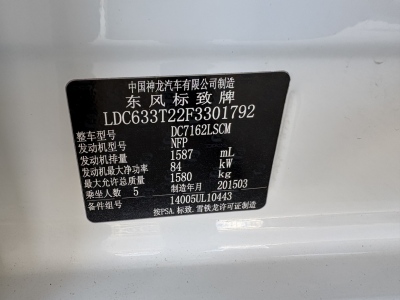 中国神龙汽车有限公司制造
东风标致牌
LDC633T22F3301792
整车型号 DC7162LSCM
发动机型号 NFP
发动机排量 1587 mL
发动机最大净功率 84 kW
最大允许总质量 1580 kg
乘坐人数 5 制造年月 201503
备件组号 14005UL10443
按PSA.标致.雪铁龙许可证制造